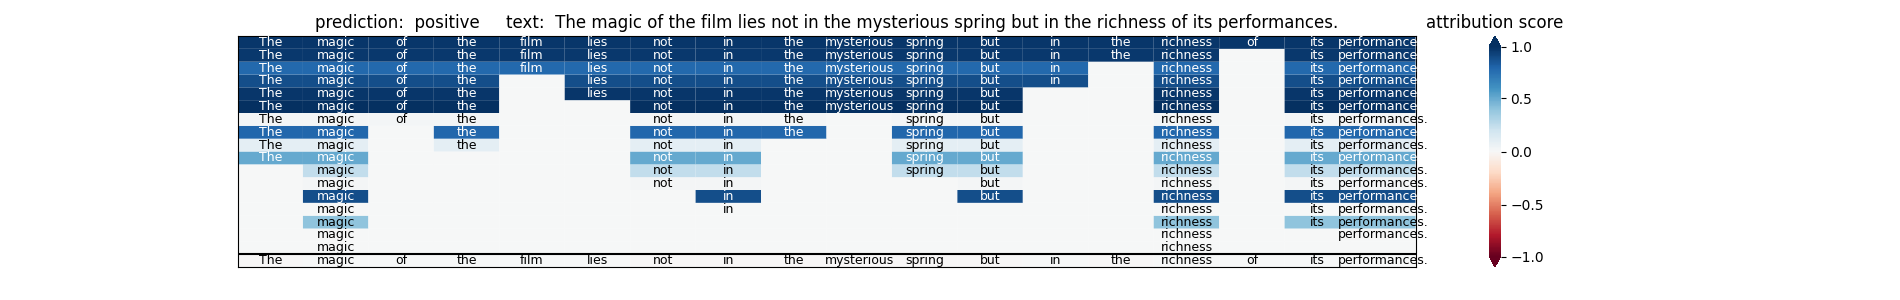 prediction: positive text: The magic of the film lies not in the mysterious spring but in the richness of its performances. attribution score
The magic of the film lies not in the mysterious spring but in the richness of its performance
The magic of the film lies not in the mysterious spring but in the richness its performance
The magic of the film lies not in the mysterious spring but in richness its performance
The magic of the lies not in the mysterious spring but in richness its performance
The magic of the lies not in the mysterious spring but richness its performance
The magic of the not in the mysterious spring but richness its performance
The magic of the not in the spring but richness its performances.
The magic the not in the spring but richness its performance
The magic the not in spring but richness its performances.
The magic not in spring but richness its performance
magic not in spring but richness its performances.
magic not in but richness its performances.
magic in but richness its performance
magic in richness its performances.
magic richness its performances.
magic richness performances.
magic richness
The magic of the film lies not in the mysterious spring but in the richness of its performances.
1.0
0.5
0.0
−0.5
−1.0